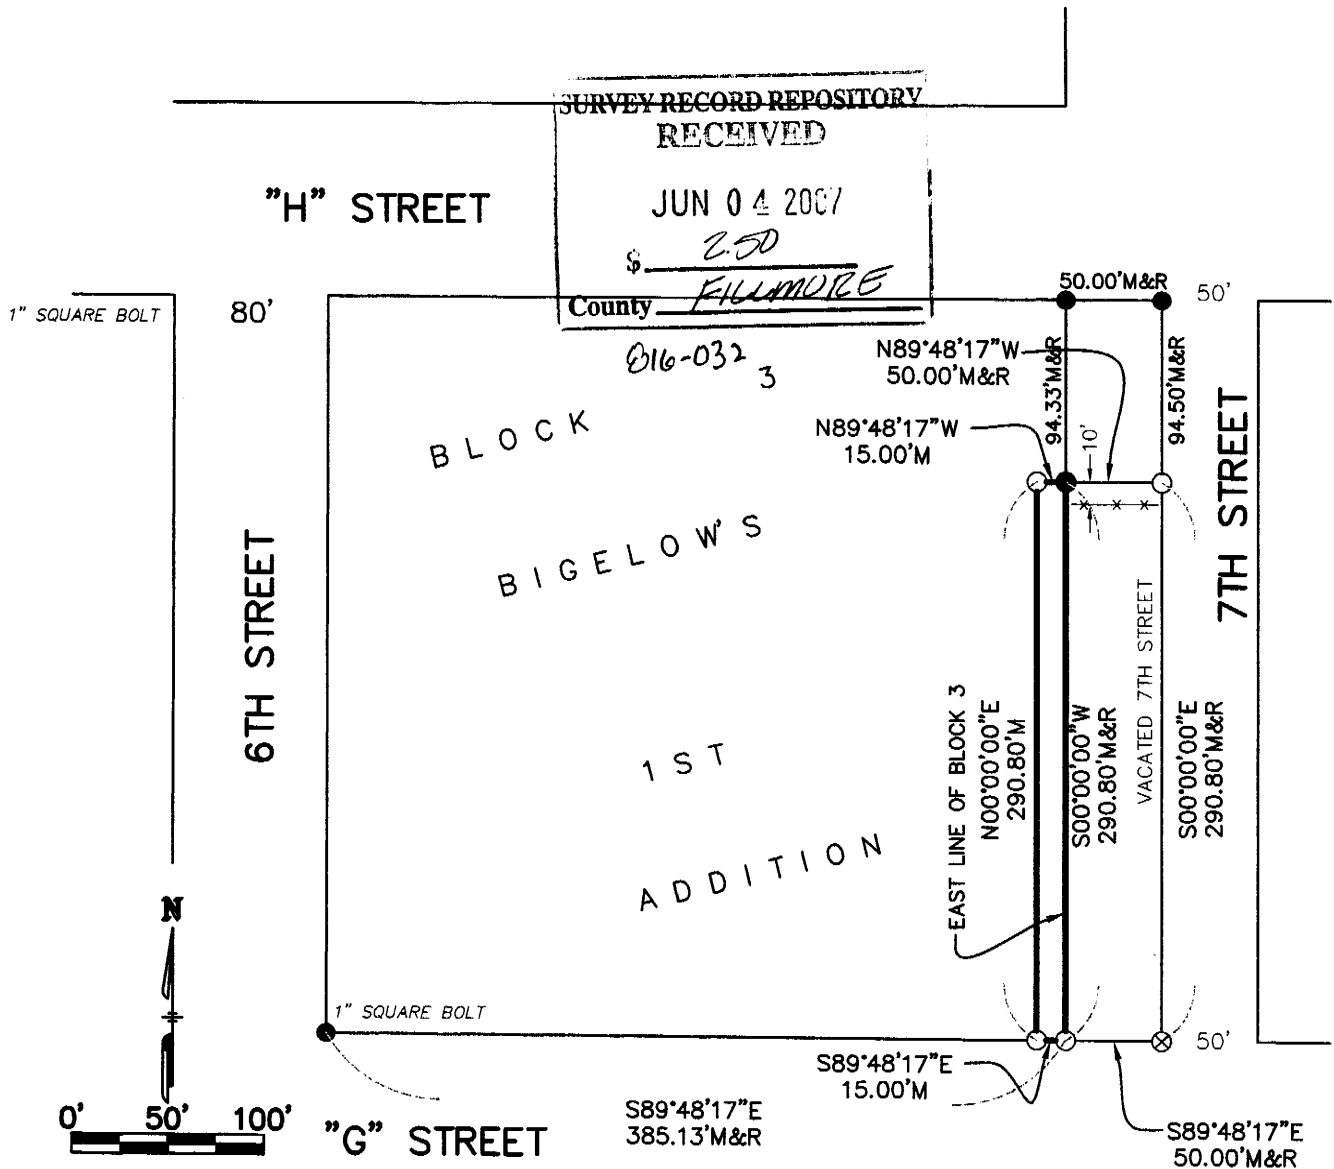 SURVEY RECORD REPOSITORY
RECEIVED
JUN 04 2007
$ 2.50
County FILLMORE
816-032
3
"H" STREET
1" SQUARE BOLT
80'
50.00'M&R
50'
N89°48'17"W
50.00'M&R
94.33'M&R
94.50'M&R
N89°48'17"W
15.00'M
10'
BLOCK
BIGELOW'S
1ST
ADDITION
6TH STREET
7TH STREET
EAST LINE OF BLOCK 3
N00°00'00"E
290.80'M
S00°00'00"W
290.80'M&R
VACATED 7TH STREET
S00°00'00"E
290.80'M&R
N
1" SQUARE BOLT
50'
S89°48'17"E
15.00'M
0' 50' 100'
"G" STREET
S89°48'17"E
385.13'M&R
S89°48'17"E
50.00'M&R